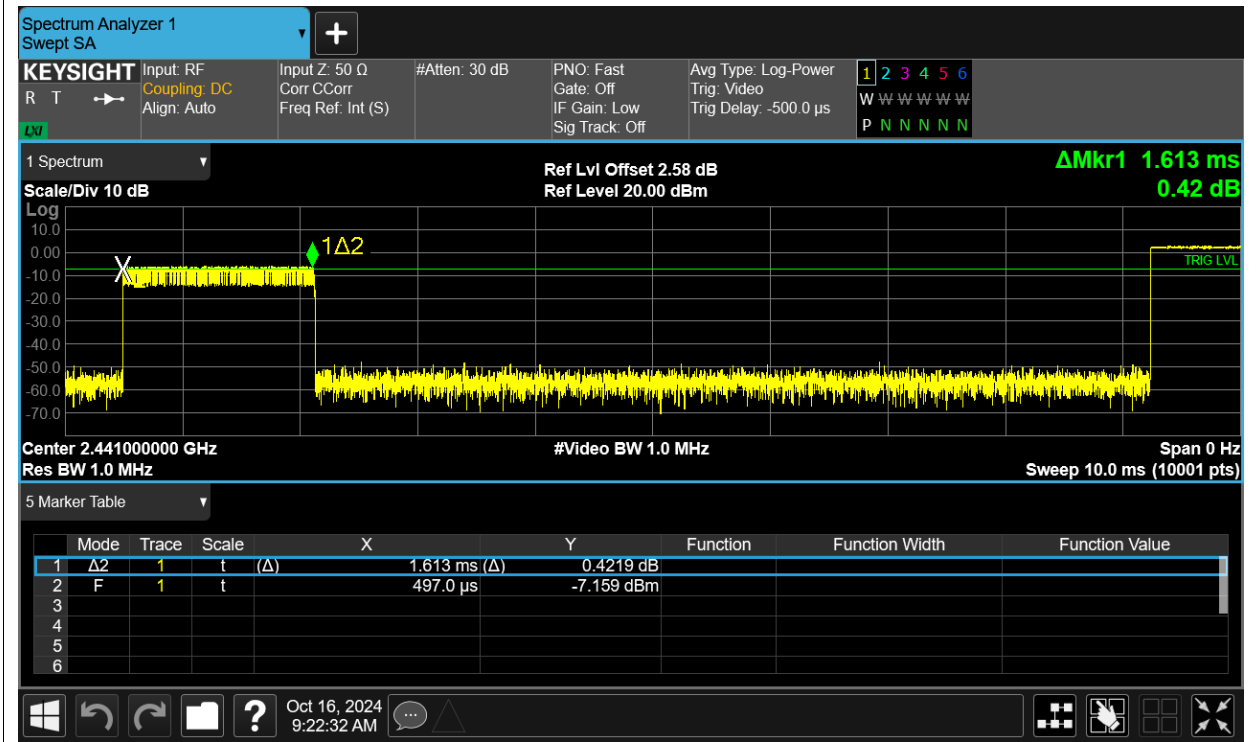 Spectrum Analyzer 1
Swept SA
KEYSIGHT
R T
LXI
Input: RF
Coupling: DC
Align: Auto
Input Z: 50 Ω
Corr CCorr
Freq Ref: Int (S)
#Atten: 30 dB
PNO: Fast
Gate: Off
IF Gain: Low
Sig Track: Off
Avg Type: Log-Power
Trig: Video
Trig Delay: -500.0 µs
1 2 3 4 5 6
W W W W W W
P N N N N N
1 Spectrum
Scale/Div 10 dB
Ref Lvl Offset 2.58 dB
Ref Level 20.00 dBm
ΔMkr1 1.613 ms
0.42 dB
Log
10.0
0.00
-10.0
-20.0
-30.0
-40.0
-50.0
-60.0
-70.0
X
1Δ2
TRIG LVL
Center 2.441000000 GHz
#Video BW 1.0 MHz
Span 0 Hz
Res BW 1.0 MHz
Sweep 10.0 ms (10001 pts)
5 Marker Table
Mode Trace Scale X Y Function Function Width Function Value
1 Δ2 1 t (Δ) 1.613 ms (Δ) 0.4219 dB
2 F 1 t 497.0 µs -7.159 dBm
3
4
5
6
?
Oct 16, 2024
9:22:32 AM